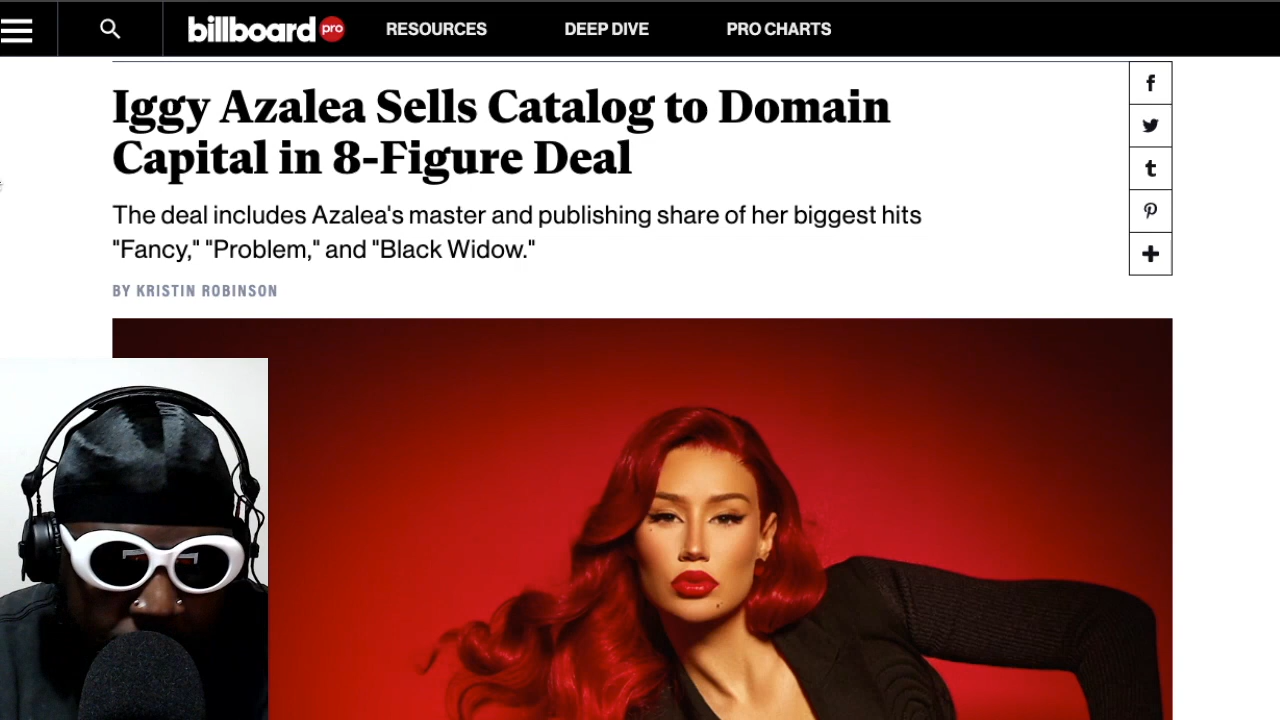 billboard pro RESOURCES DEEP DIVE PRO CHARTS
Iggy Azalea Sells Catalog to Domain
Capital in 8-Figure Deal
The deal includes Azalea's master and publishing share of her biggest hits
"Fancy," "Problem," and "Black Widow."
BY KRISTIN ROBINSON